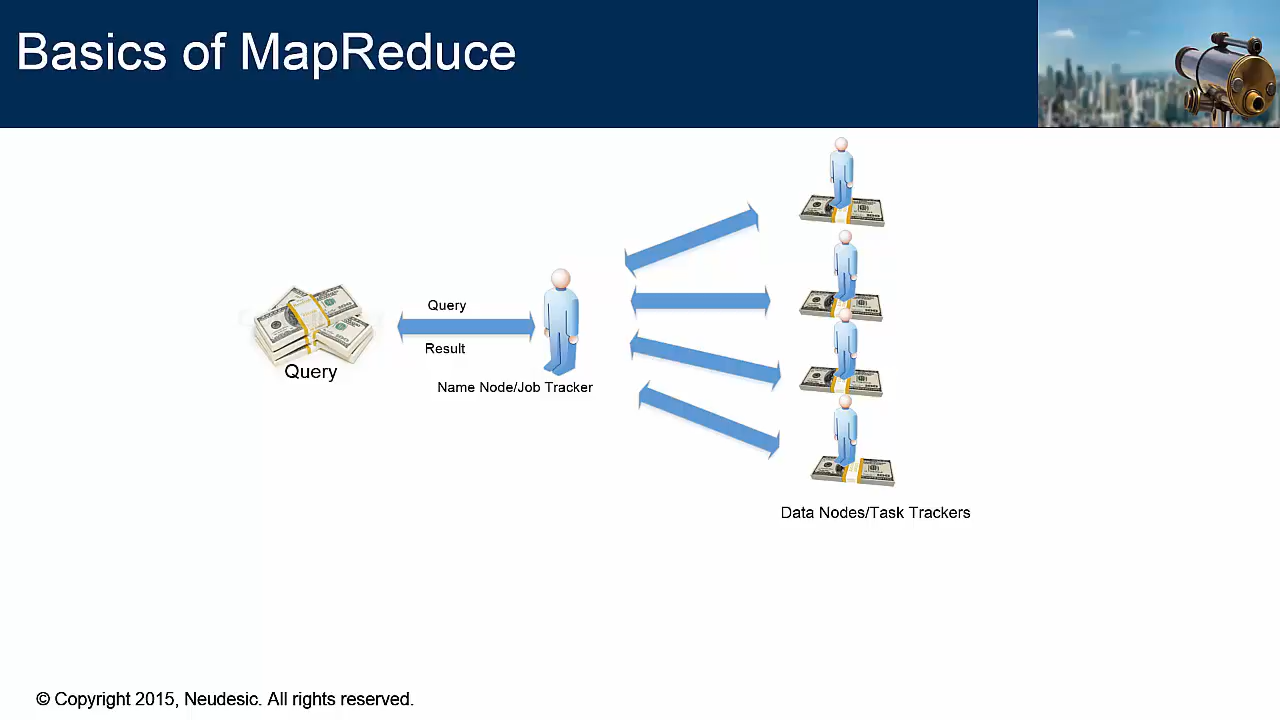 Basics of MapReduce
Query
Result
Query
Name Node/Job Tracker
Data Nodes/Task Trackers
© Copyright 2015, Neudesic. All rights reserved.